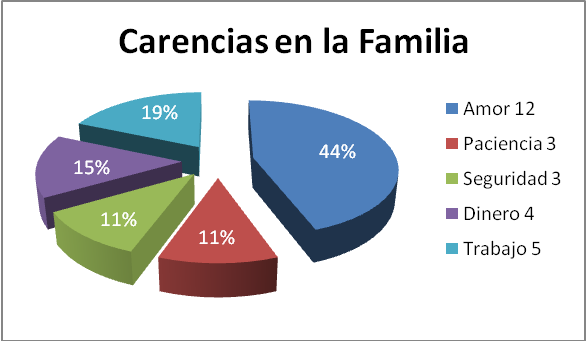 Carencias en la Familia
19%
44%
15%
11%
11%
Amor 12
Paciencia 3
Seguridad 3
Dinero 4
Trabajo 5